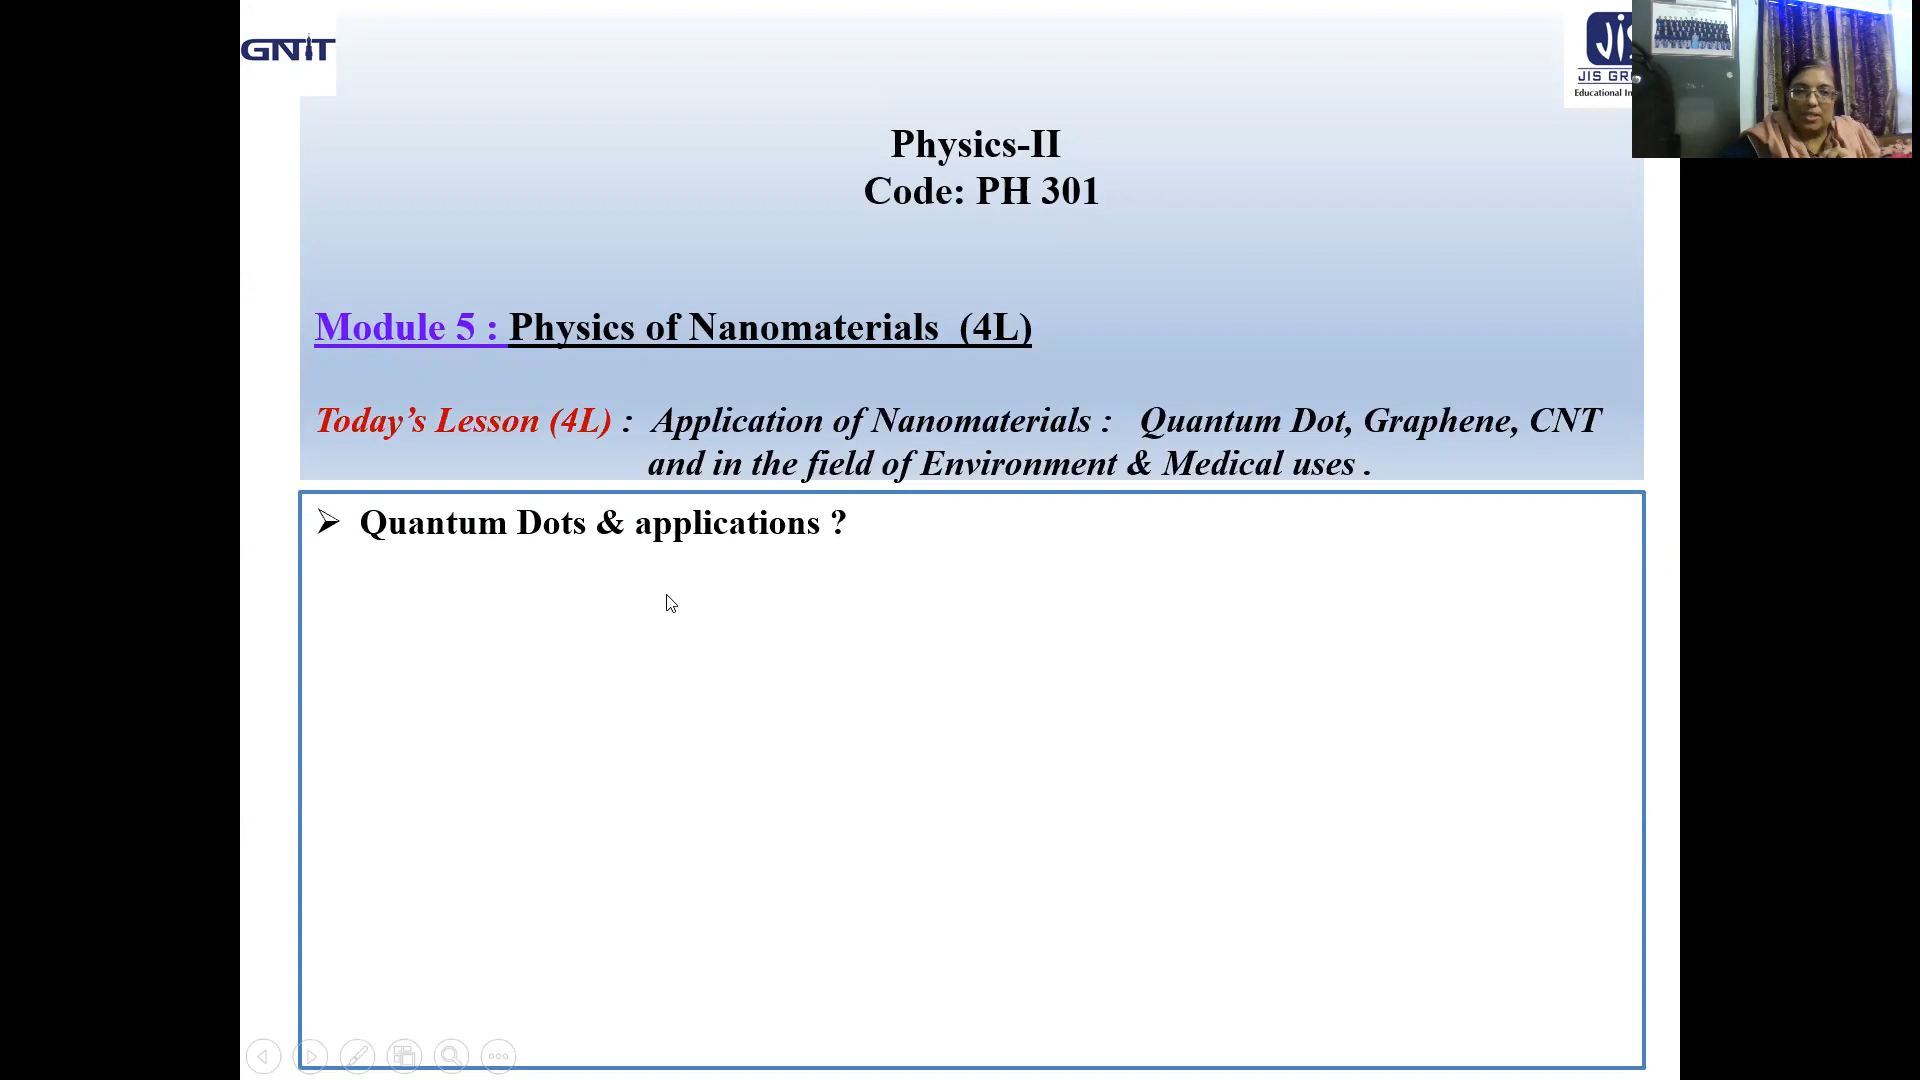 GNIT
JIS
JIS GR
Educational In
Physics-II
Code: PH 301
Module 5 : Physics of Nanomaterials (4L)
Today’s Lesson (4L) : Application of Nanomaterials : Quantum Dot, Graphene, CNT
and in the field of Environment & Medical uses .
➢ Quantum Dots & applications ?